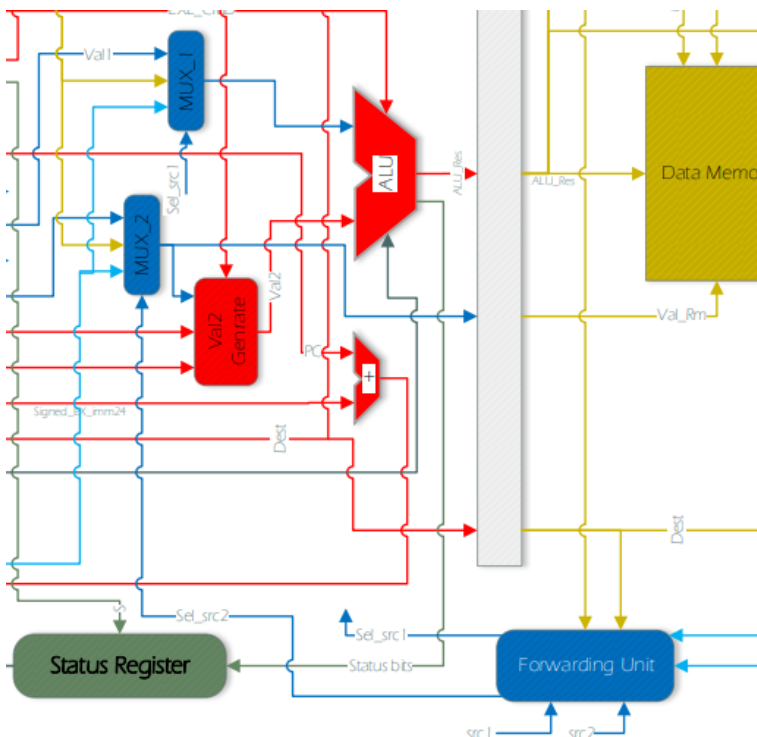 Val1
MUX_1
Sel_src1
MUX_2
ALU
ALU_Res
ALU_Res
Data Memo
Val2
Val2
Genrate
Val_Rm
PC
+
Signed_EX_imm24
Dest
Dest
S
Sel_src2
Sel_src1
Status Register
Status bits
Forwarding Unit
src1
src2